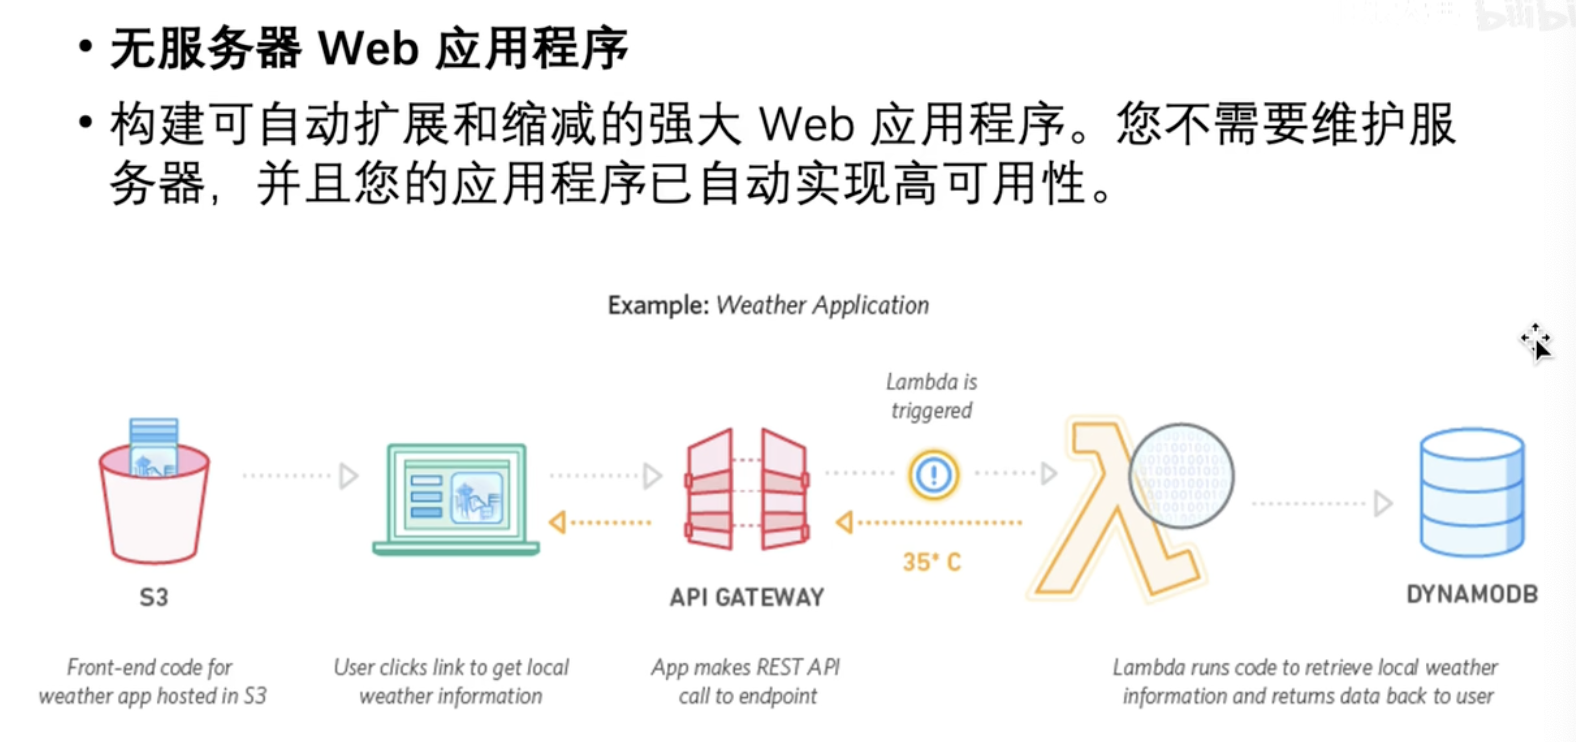 bilibi
• 无服务器 Web 应用程序
• 构建可自动扩展和缩减的强大 Web 应用程序。您不需要维护服
务器，并且您的应用程序已自动实现高可用性。
Example: Weather Application
Lambda is
triggered
35° C
S3
API GATEWAY
DYNAMODB
Front-end code for
weather app hosted in S3
User clicks link to get local
weather information
App makes REST API
call to endpoint
Lambda runs code to retrieve local weather
information and returns data back to user